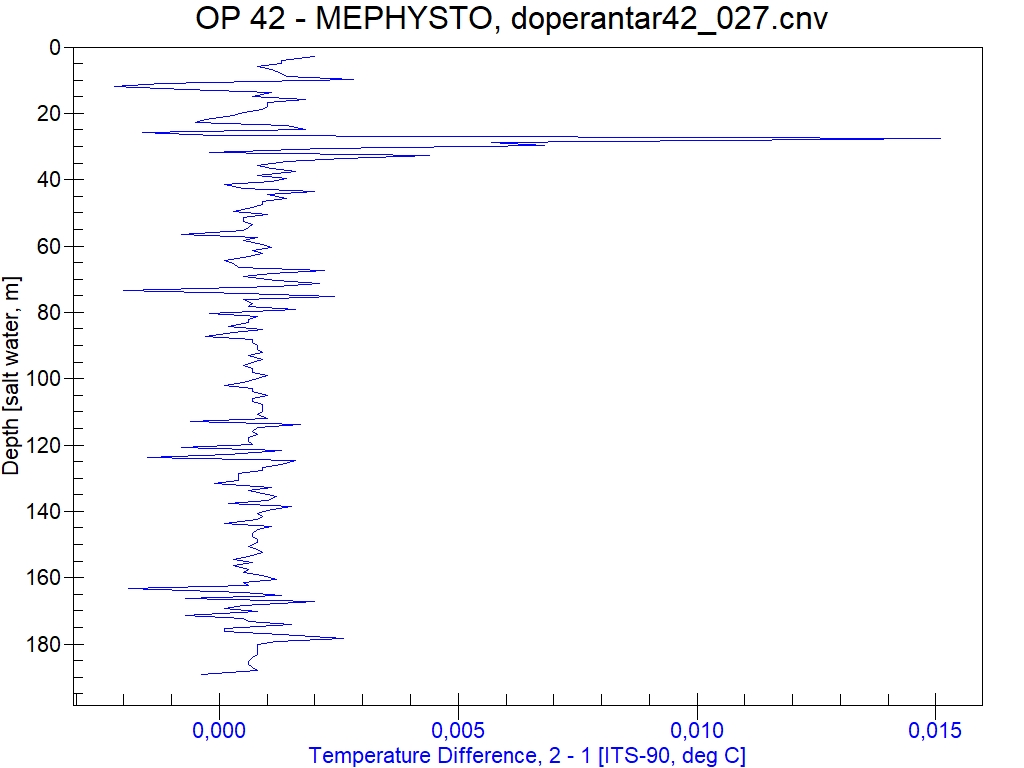 OP 42 - MEPHYSTO, doperantar42_027.cnv
0
20
40
60
80
100
120
140
160
180
Depth [salt water, m]
0,000 0,005 0,010 0,015
Temperature Difference, 2 - 1 [ITS-90, deg C]